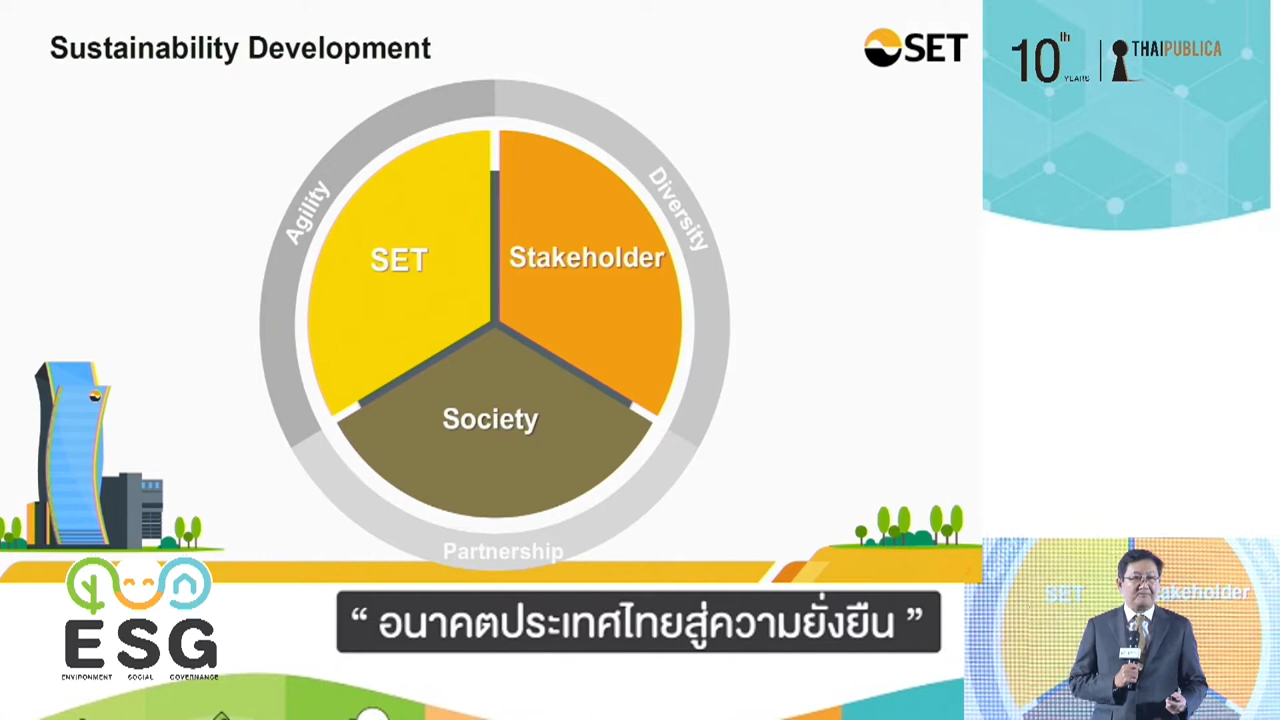 Sustainability Development
SET
10th
YEARS
THAIPUBLICA
Agility
Diversity
SET
Stakeholder
Society
Partnership
ESG
ENVIRONMENT SOCIAL GOVERNANCE
“ อนาคตประเทศไทยสู่ความยั่งยืน ”
SET
akeholder